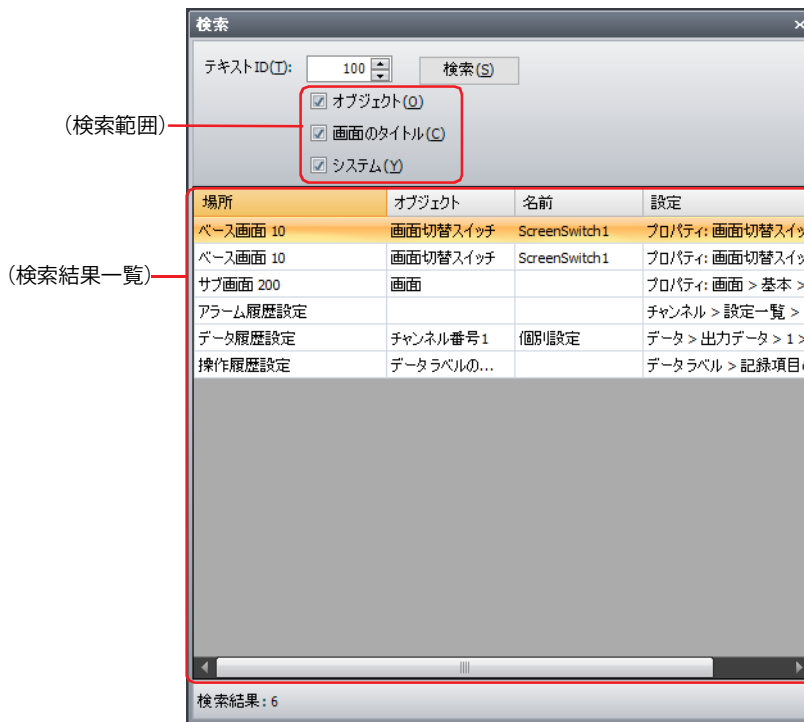 検索
テキストID(T): 100 検索(S)
オブジェクト(O)
(検索範囲) 画面のタイトル(C)
システム(Y)
場所 オブジェクト 名前 設定
ベース画面 10 画面切替スイッチ ScreenSwitch1 プロパティ: 画面切替スイッ
ベース画面 10 画面切替スイッチ ScreenSwitch1 プロパティ: 画面切替スイッ
(検索結果一覧) サブ画面 200 画面 プロパティ: 画面 > 基本 >
アラーム履歴設定 チャンネル > 設定一覧 >
データ履歴設定 チャンネル番号1 個別設定 データ > 出力データ > 1 >
操作履歴設定 データラベルの... データラベル > 記録項目
検索結果: 6